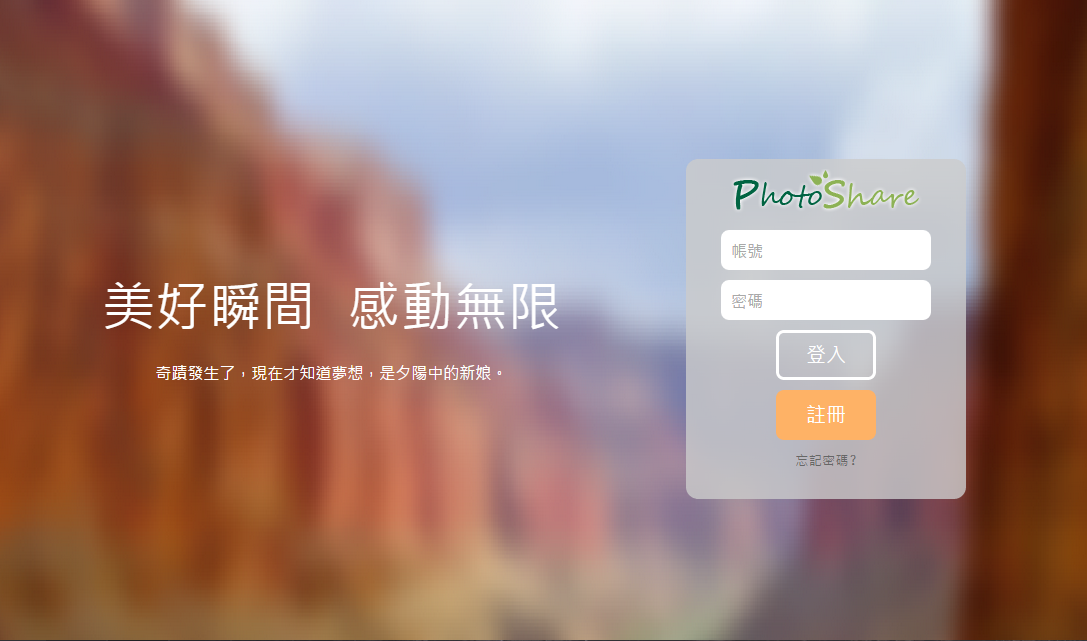 PhotoShare
帳號
密碼
美好瞬間 感動無限
登入
奇蹟發生了，現在才知道夢想，是夕陽中的新娘。
註冊
忘記密碼?